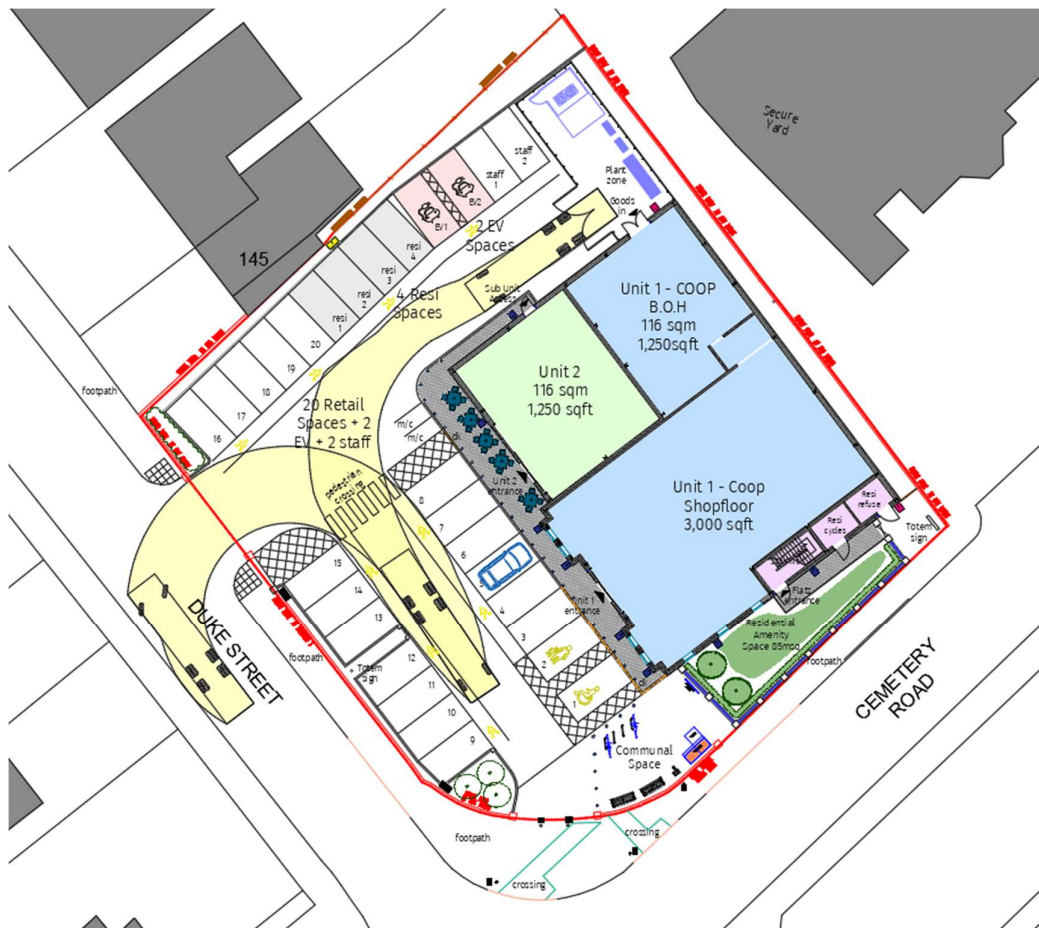 Secure
Yard
145
staff
2
staff
1
B/2
B/1
resi
4
resi
3
resi
2
resi
1
20
19
18
17
16
2 EV
Spaces
4 Resi
Spaces
20 Retail
Spaces + 2
EV + 2 staff
Plant
zone
Goods
in
Sub Unit
Access
Unit 1 - COOP
B.O.H
116 sqm
1,250sqft
Unit 2
116 sqm
1,250 sqft
Unit 1 - Coop
Shopfloor
3,000 sqft
Unit 2
entrance
Unit 1
entrance
m/c
m/c
8
7
6
5
4
3
2
1
pedestrian
crossing
15
14
13
12
11
10
9
Totem
sign
Resi
refuse
Resi
cycles
Totem
sign
Flats
entrance
Residential
Amenity
Space 85msq
footpath
footpath
footpath
footpath
DUKE STREET
CEMETERY
ROAD
Communal
Space
crossing
crossing